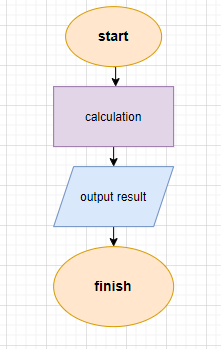 start
calculation
output result
finish